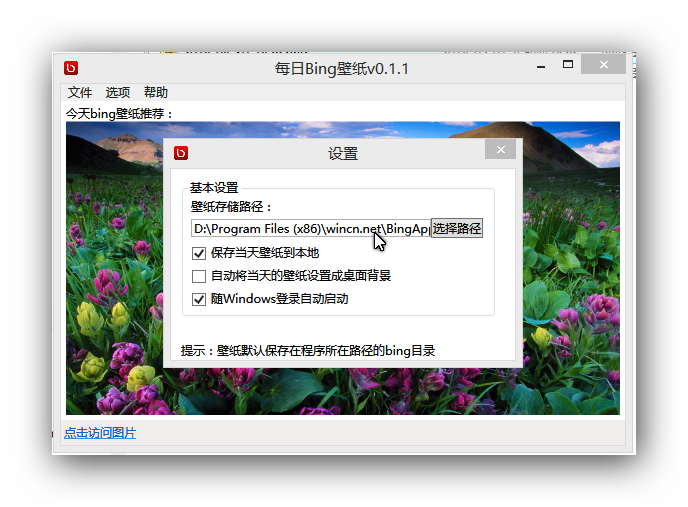 每日Bing壁纸v0.1.1
文件 选项 帮助
今天bing壁纸推荐：
设置
基本设置
壁纸存储路径：
D:\Program Files (x86)\wincn.net\BingApp 选择路径
保存当天壁纸到本地
自动将当天的壁纸设置成桌面背景
随Windows登录自动启动
提示：壁纸默认保存在程序所在路径的bing目录
点击访问图片